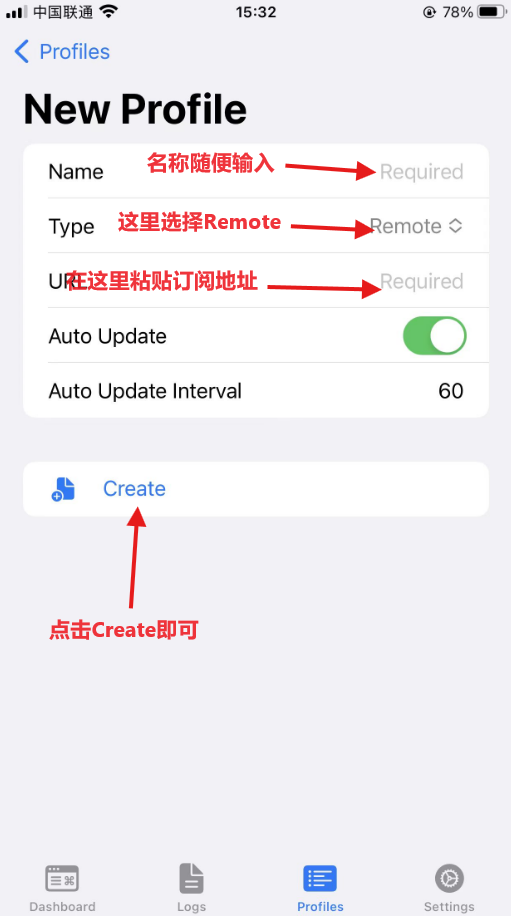 中国联通 15:32 78%
Profiles
New Profile
Name 名称随便输入 Required
Type 这里选择Remote Remote
UR 在这里粘贴订阅地址 Required
Auto Update
Auto Update Interval 60
Create
点击Create即可
Dashboard Logs Profiles Settings